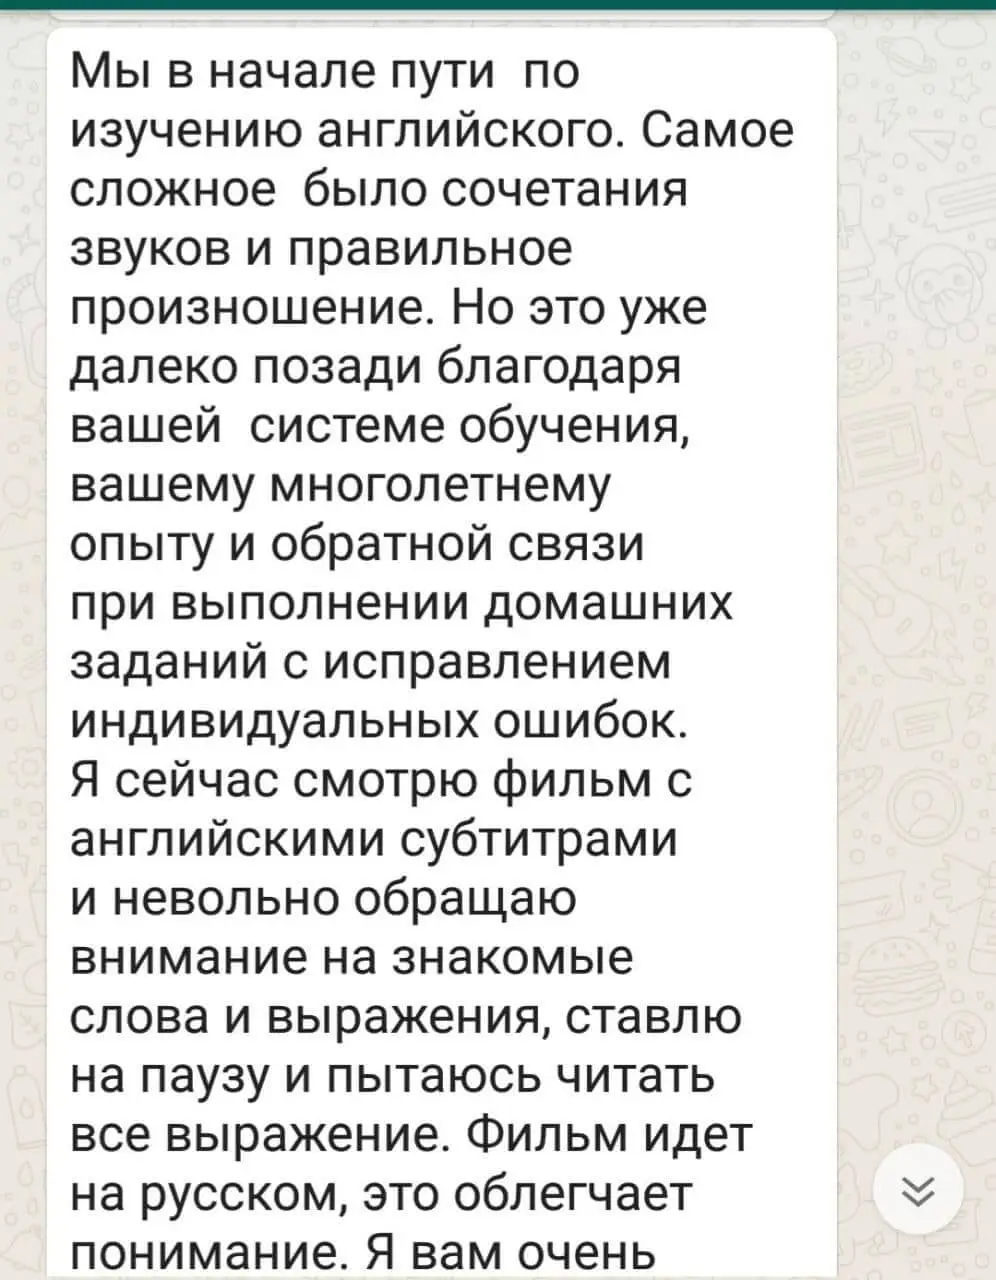 Мы в начале пути по
изучению английского. Самое
сложное было сочетания
звуков и правильное
произношение. Но это уже
далеко позади благодаря
вашей системе обучения,
вашему многолетнему
опыту и обратной связи
при выполнении домашних
заданий с исправлением
индивидуальных ошибок.
Я сейчас смотрю фильм с
английскими субтитрами
и невольно обращаю
внимание на знакомые
слова и выражения, ставлю
на паузу и пытаюсь читать
все выражение. Фильм идет
на русском, это облегчает
понимание. Я вам очень